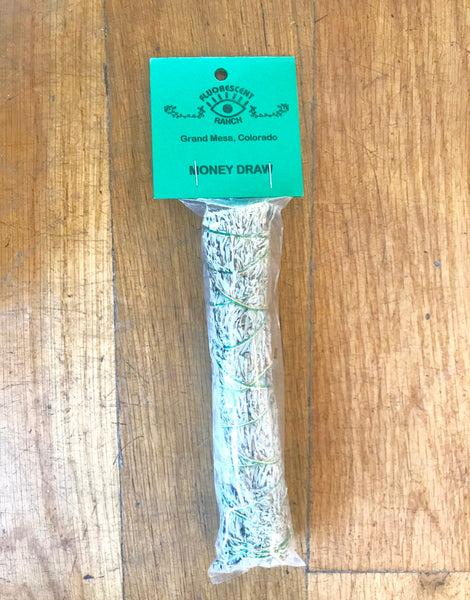 FLUORESCENT
RANCH
Grand Mesa, Colorado
MONEY DRAW